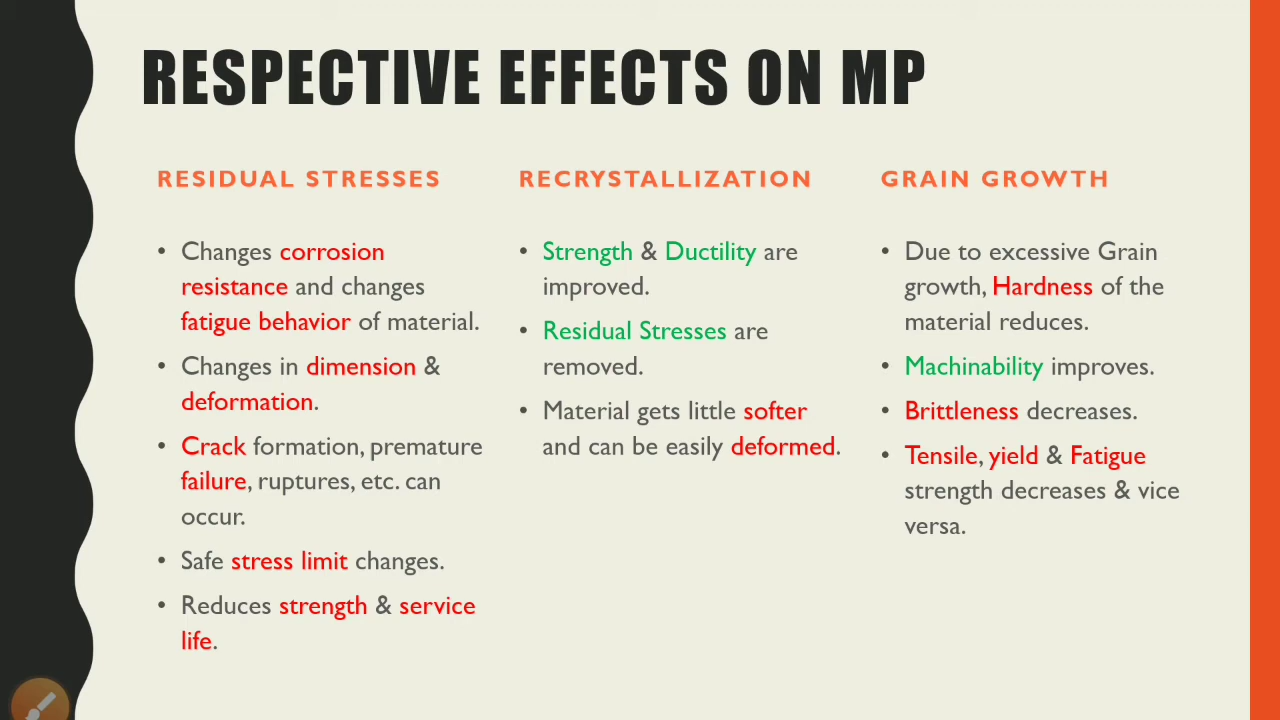 RESPECTIVE EFFECTS ON MP
RESIDUAL STRESSES
• Changes corrosion
resistance and changes
fatigue behavior of material.
• Changes in dimension &
deformation.
• Crack formation, premature
failure, ruptures, etc. can
occur.
• Safe stress limit changes.
• Reduces strength & service
life.
RECRYSTALLIZATION
• Strength & Ductility are
improved.
• Residual Stresses are
removed.
• Material gets little softer
and can be easily deformed.
GRAIN GROWTH
• Due to excessive Grain
growth, Hardness of the
material reduces.
• Machinability improves.
• Brittleness decreases.
• Tensile, yield & Fatigue
strength decreases & vice
versa.